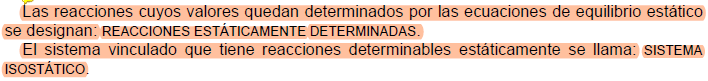 Las reacciones cuyos valores quedan determinados por las ecuaciones de equilibrio estático
se designan: REACCIONES ESTÁTICAMENTE DETERMINADAS.
El sistema vinculado que tiene reacciones determinables estáticamente se llama: SISTEMA
ISOSTÁTICO.